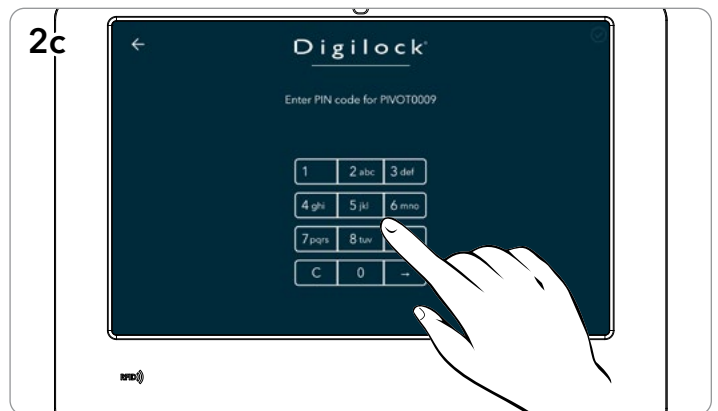 2c
←
Digilock
Enter PIN code for PIVOT0009
1 2 abc 3 def
4 ghi 5 jkl 6 mno
7 pqrs 8 tuv
C 0 →
RFID